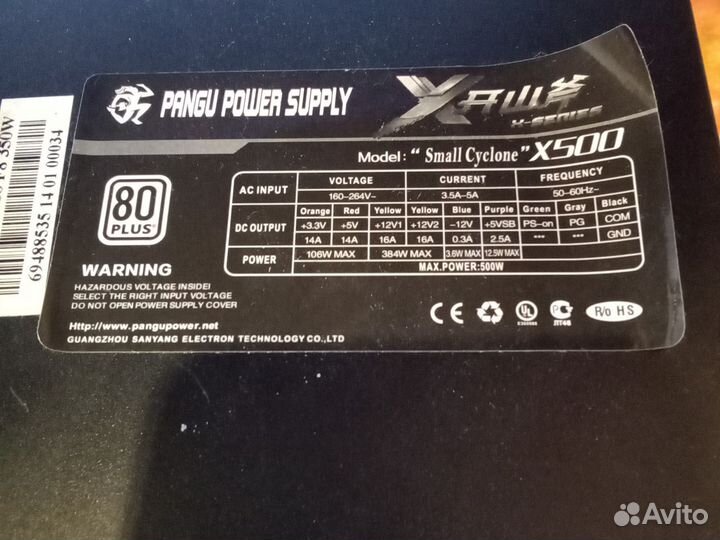 PANGU POWER SUPPLY
X 开山斧
X-SERIES
Model: “ Small Cyclone ” X500
80
PLUS
AC INPUT VOLTAGE CURRENT FREQUENCY
160-264V~ 3.5A-5A 50-60Hz~
DC OUTPUT Orange Red Yellow Yellow Blue Purple Green Gray Black
+3.3V +5V +12V1 +12V2 -12V +5VSB PS-on PG COM
14A 14A 16A 16A 0.3A 2.5A --- --- GND
POWER 106W MAX 384W MAX 3.6W MAX 12.5W MAX
MAX.POWER:500W
WARNING
HAZARDOUS VOLTAGE INSIDE!
SELECT THE RIGHT INPUT VOLTAGE
DO NOT OPEN POWER SUPPLY COVER
Http://www.pangupower.net
GUANGZHOU SANYANG ELECTRON TECHNOLOGY CO.,LTD
CE CE UL R/o HS
350W
69488535 14 01 00034
Avito